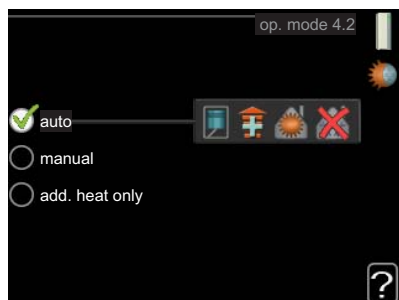 op. mode 4.2
auto
manual
add. heat only
?